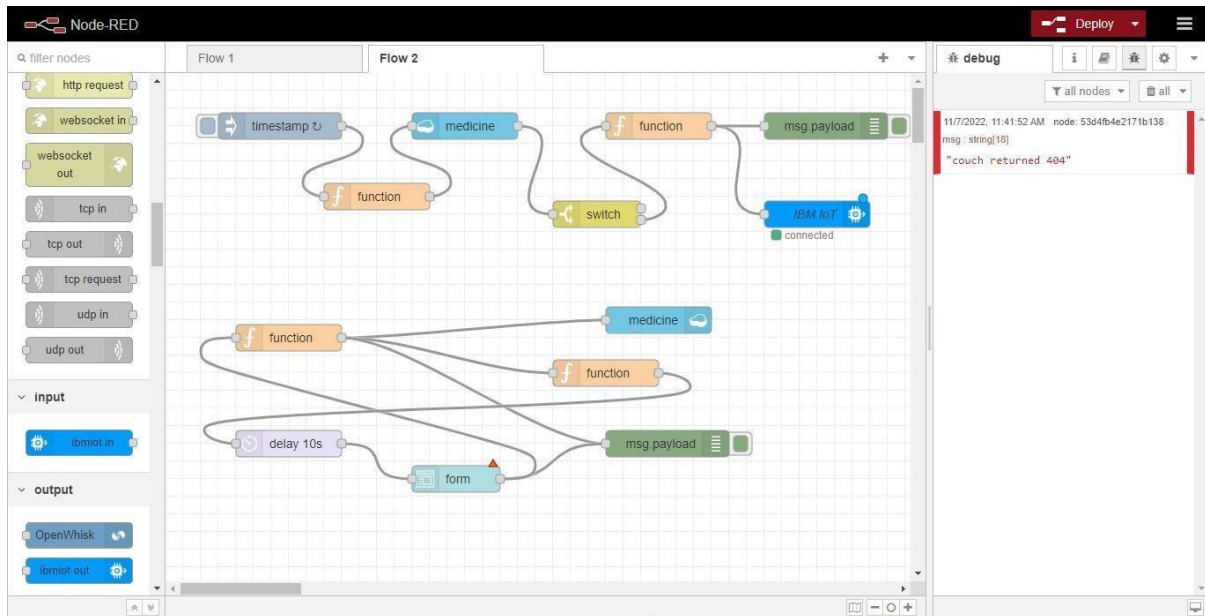 Node-RED
Deploy
filter nodes
http request
websocket in
websocket
out
tcp in
tcp out
tcp request
udp in
udp out
input
ibmiot in
output
OpenWhisk
ibmiot out
Flow 1
Flow 2
timestamp ↻
medicine
function
msg.payload
function
switch
IBM IoT
connected
medicine
function
function
delay 10s
msg.payload
form
debug
i
all nodes
all
11/7/2022, 11:41:52 AM node: 53d4fb4e2171b138
msg : string[18]
"couch returned 404"